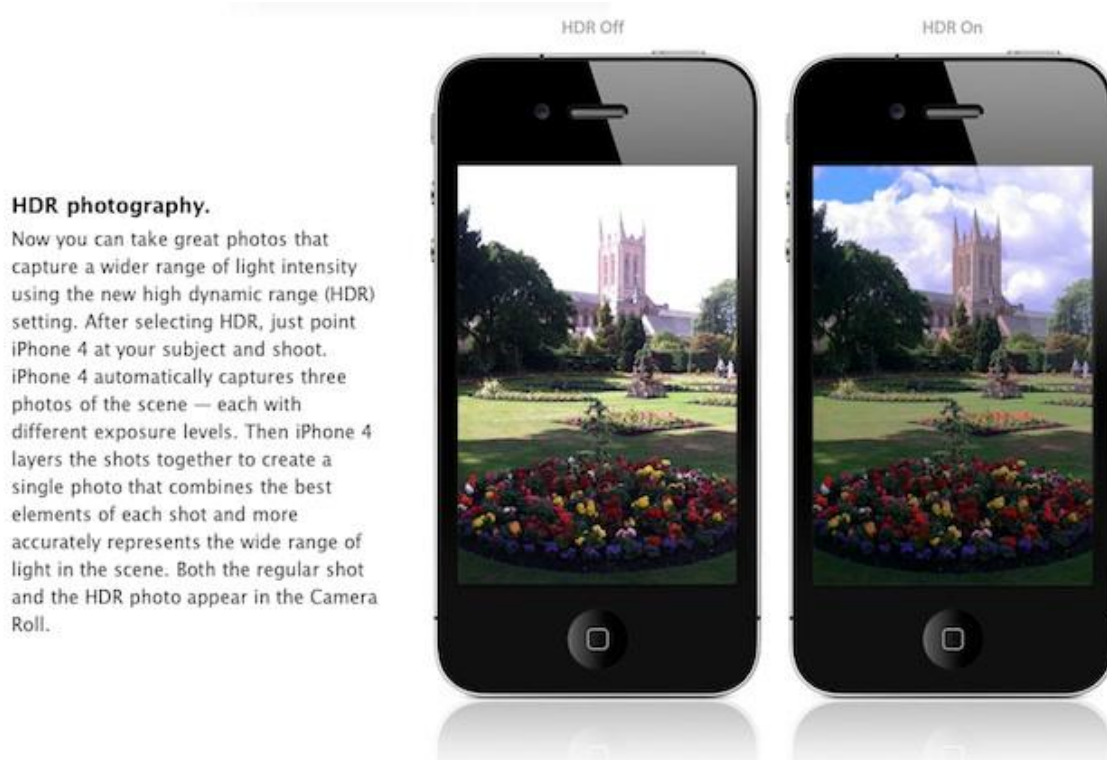 HDR Off
HDR On
HDR photography.
Now you can take great photos that
capture a wider range of light intensity
using the new high dynamic range (HDR)
setting. After selecting HDR, just point
iPhone 4 at your subject and shoot.
iPhone 4 automatically captures three
photos of the scene — each with
different exposure levels. Then iPhone 4
layers the shots together to create a
single photo that combines the best
elements of each shot and more
accurately represents the wide range of
light in the scene. Both the regular shot
and the HDR photo appear in the Camera
Roll.